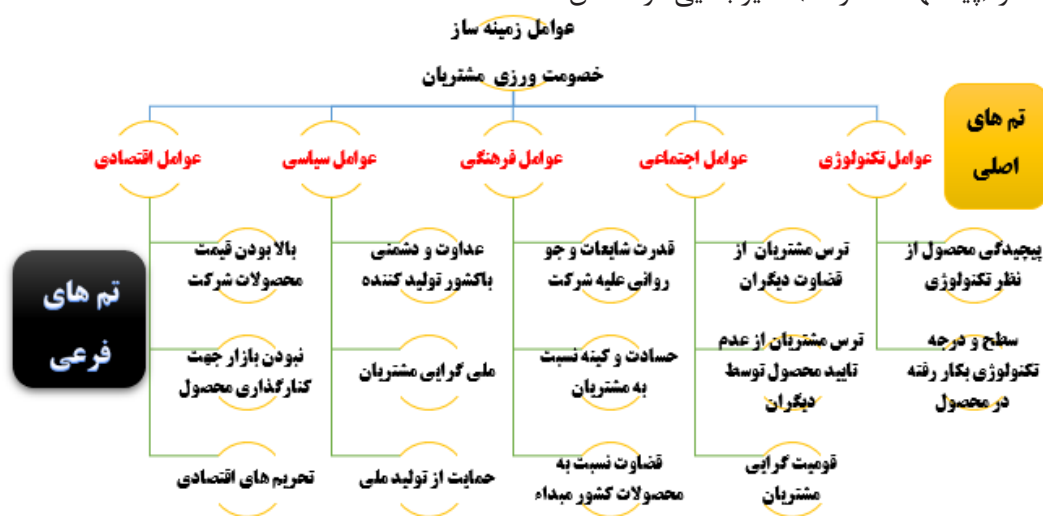 عوامل زمینه ساز
خصومت ورزی مشتریان
تم های
اصلی
عوامل تکنولوژی
عوامل اجتماعی
عوامل فرهنگی
عوامل سیاسی
عوامل اقتصادی
پیچیدگی محصول از
نظر تکنولوژی
ترس مشتریان از
قضاوت دیگران
قدرت شایعات و جو
روانی علیه شرکت
عداوت و دشمنی
باکشور تولید کننده
بالا بودن قیمت
محصولات شرکت
تم های
فرعی
سطح و درجه
تکنولوژی بکار رفته
در محصول
ترس مشتریان از عدم
تایید محصول توسط
دیگران
حسادت و کینه نسبت
به مشتریان
ملی گرایی مشتریان
نبودن بازار جهت
کنارگذاری محصول
قومیت گرایی
مشتریان
قضاوت نسبت به
محصولات کشور مبداء
حمایت از تولید ملی
تحریم های اقتصادی